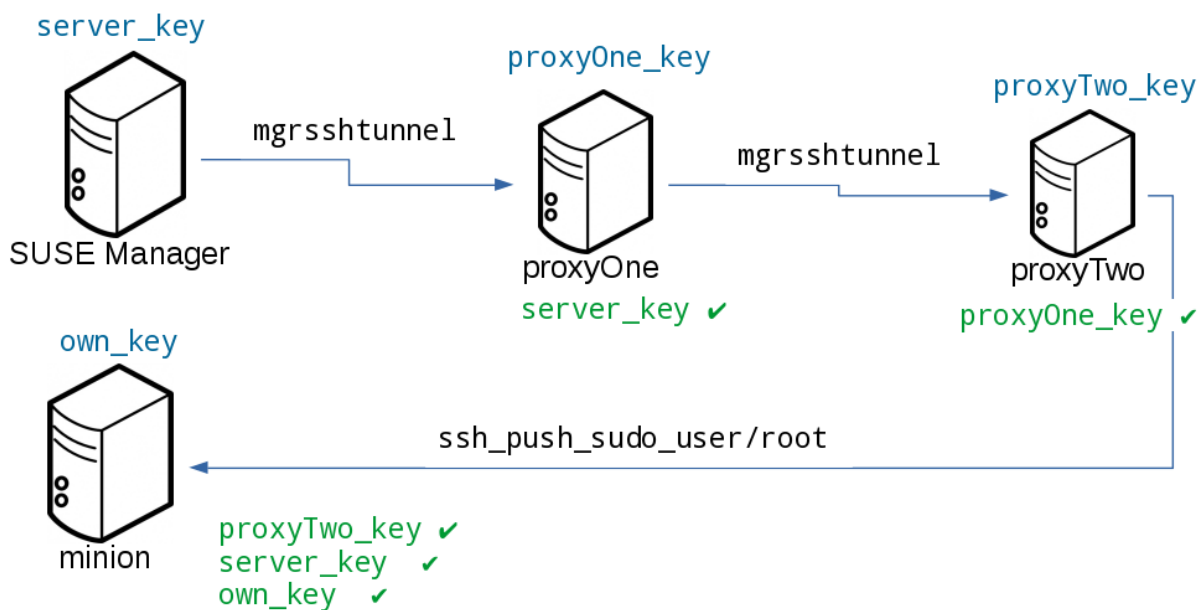 server_key
proxyOne_key
proxyTwo_key
mgrsshtunnel
mgrsshtunnel
SUSE Manager
proxyOne
proxyTwo
server_key ✔
proxyOne_key ✔
own_key
ssh_push_sudo_user/root
minion
proxyTwo_key ✔
server_key ✔
own_key ✔